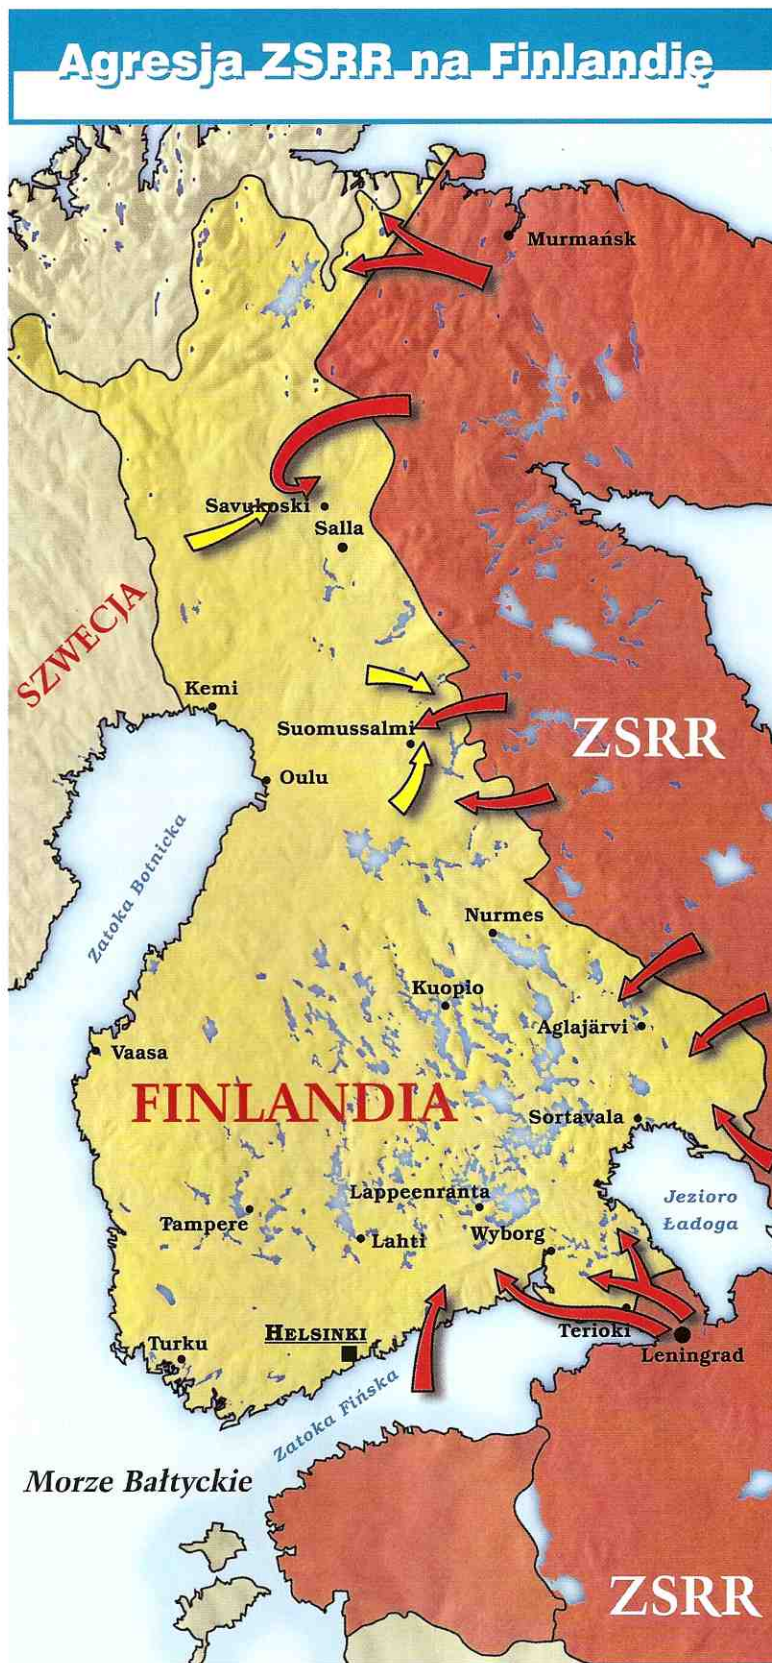 Agresja ZSRR na Finlandię
Murmańsk
Savukoski
Salla
SZWECJA
Kemi
Suomussalmi
ZSRR
Oulu
Zatoka Botnicka
Nurmes
Kuopio
Aglajärvi
Vaasa
FINLANDIA
Sortavala
Lappeenranta
Jezioro
Ładoga
Tampere
Lahti
Wyborg
HELSINKI
Terioki
Turku
Leningrad
Zatoka Fińska
Morze Bałtyckie
ZSRR